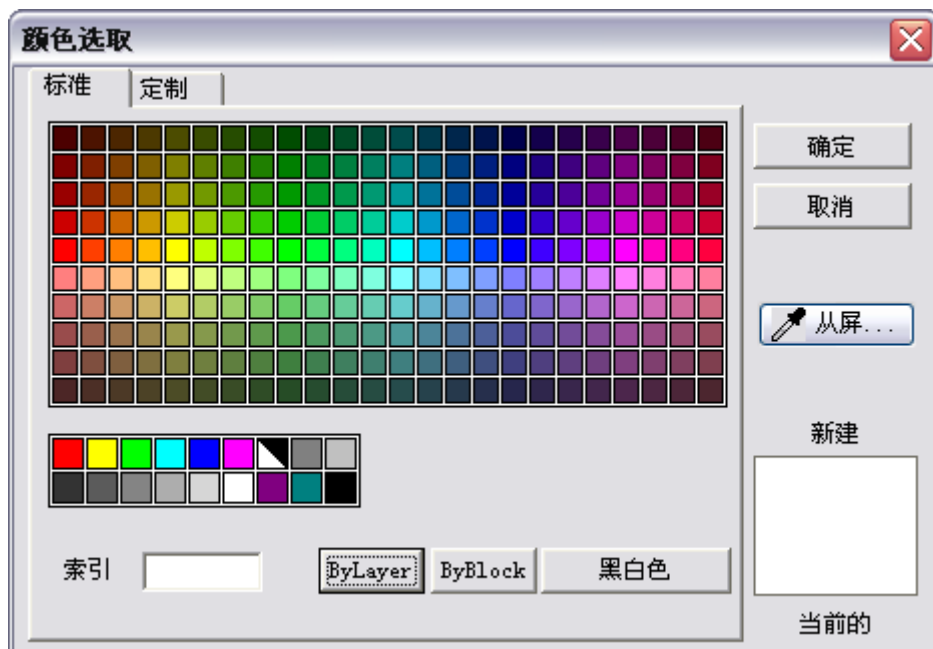 颜色选取
标准 定制
确定
取消
从屏...
新建
索引 ByLayer ByBlock 黑白色
当前的